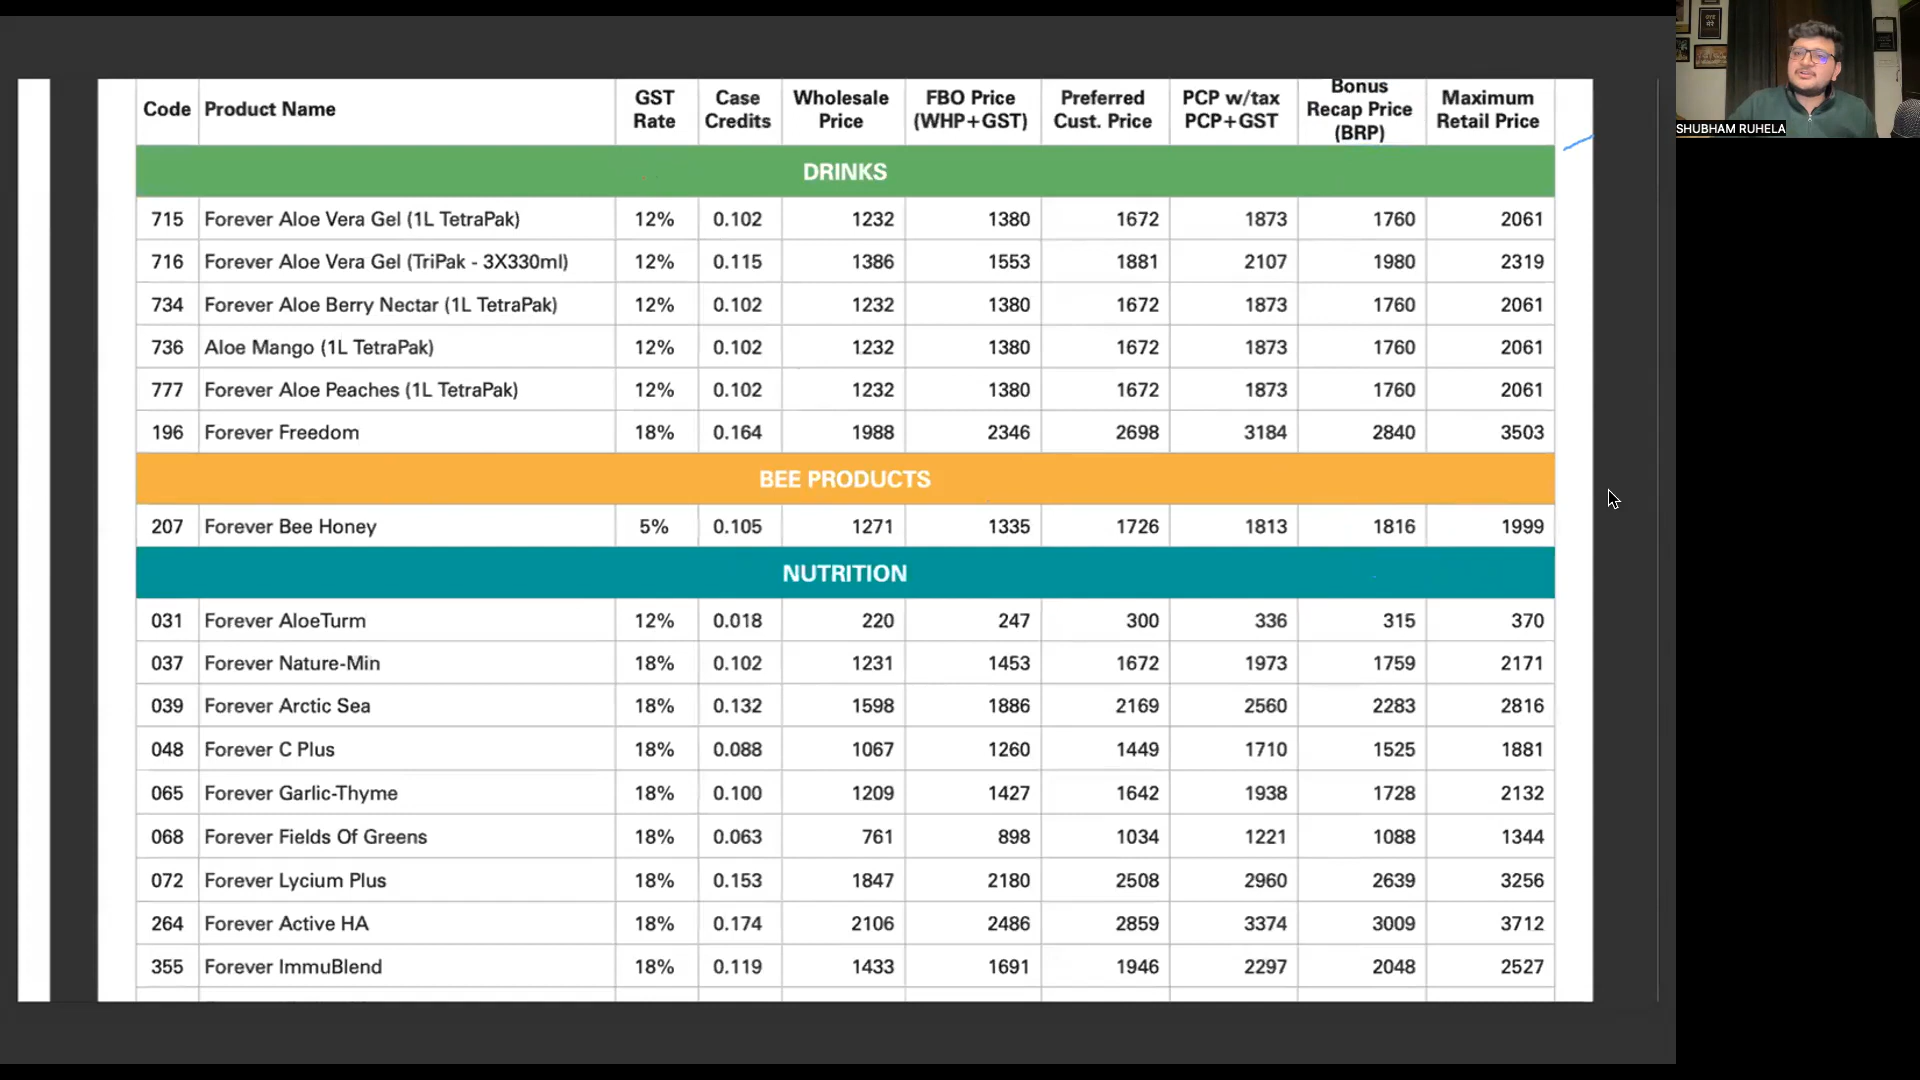 Code Product Name GST Rate Case Credits Wholesale Price FBO Price (WHP+GST) Preferred Cust. Price PCP w/tax PCP+GST Bonus Recap Price (BRP) Maximum Retail Price
SHUBHAM RUHELA
DRINKS
715 Forever Aloe Vera Gel (1L TetraPak) 12% 0.102 1232 1380 1672 1873 1760 2061
716 Forever Aloe Vera Gel (TriPak - 3X330ml) 12% 0.115 1386 1553 1881 2107 1980 2319
734 Forever Aloe Berry Nectar (1L TetraPak) 12% 0.102 1232 1380 1672 1873 1760 2061
736 Aloe Mango (1L TetraPak) 12% 0.102 1232 1380 1672 1873 1760 2061
777 Forever Aloe Peaches (1L TetraPak) 12% 0.102 1232 1380 1672 1873 1760 2061
196 Forever Freedom 18% 0.164 1988 2346 2698 3184 2840 3503
BEE PRODUCTS
207 Forever Bee Honey 5% 0.105 1271 1335 1726 1813 1816 1999
NUTRITION
031 Forever AloeTurm 12% 0.018 220 247 300 336 315 370
037 Forever Nature-Min 18% 0.102 1231 1453 1672 1973 1759 2171
039 Forever Arctic Sea 18% 0.132 1598 1886 2169 2560 2283 2816
048 Forever C Plus 18% 0.088 1067 1260 1449 1710 1525 1881
065 Forever Garlic-Thyme 18% 0.100 1209 1427 1642 1938 1728 2132
068 Forever Fields Of Greens 18% 0.063 761 898 1034 1221 1088 1344
072 Forever Lycium Plus 18% 0.153 1847 2180 2508 2960 2639 3256
264 Forever Active HA 18% 0.174 2106 2486 2859 3374 3009 3712
355 Forever ImmuBlend 18% 0.119 1433 1691 1946 2297 2048 2527